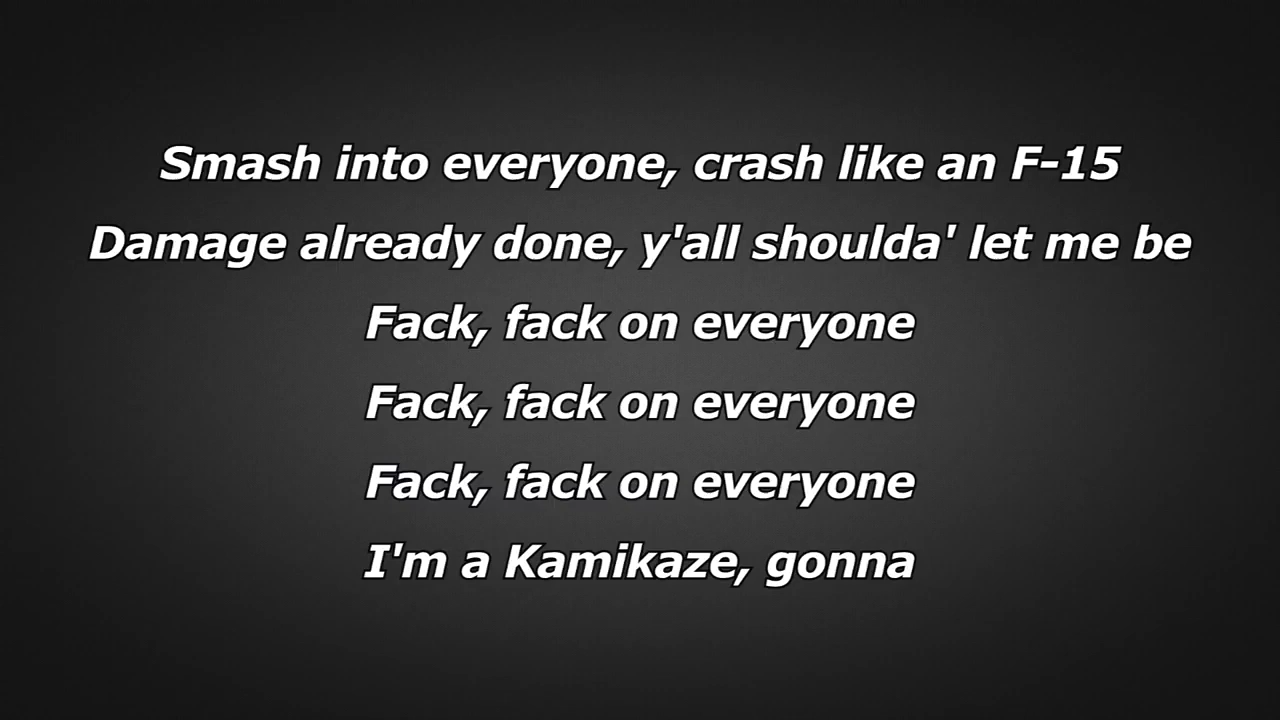 Smash into everyone, crash like an F-15
Damage already done, y'all shoulda' let me be
Fack, fack on everyone
Fack, fack on everyone
Fack, fack on everyone
I'm a Kamikaze, gonna